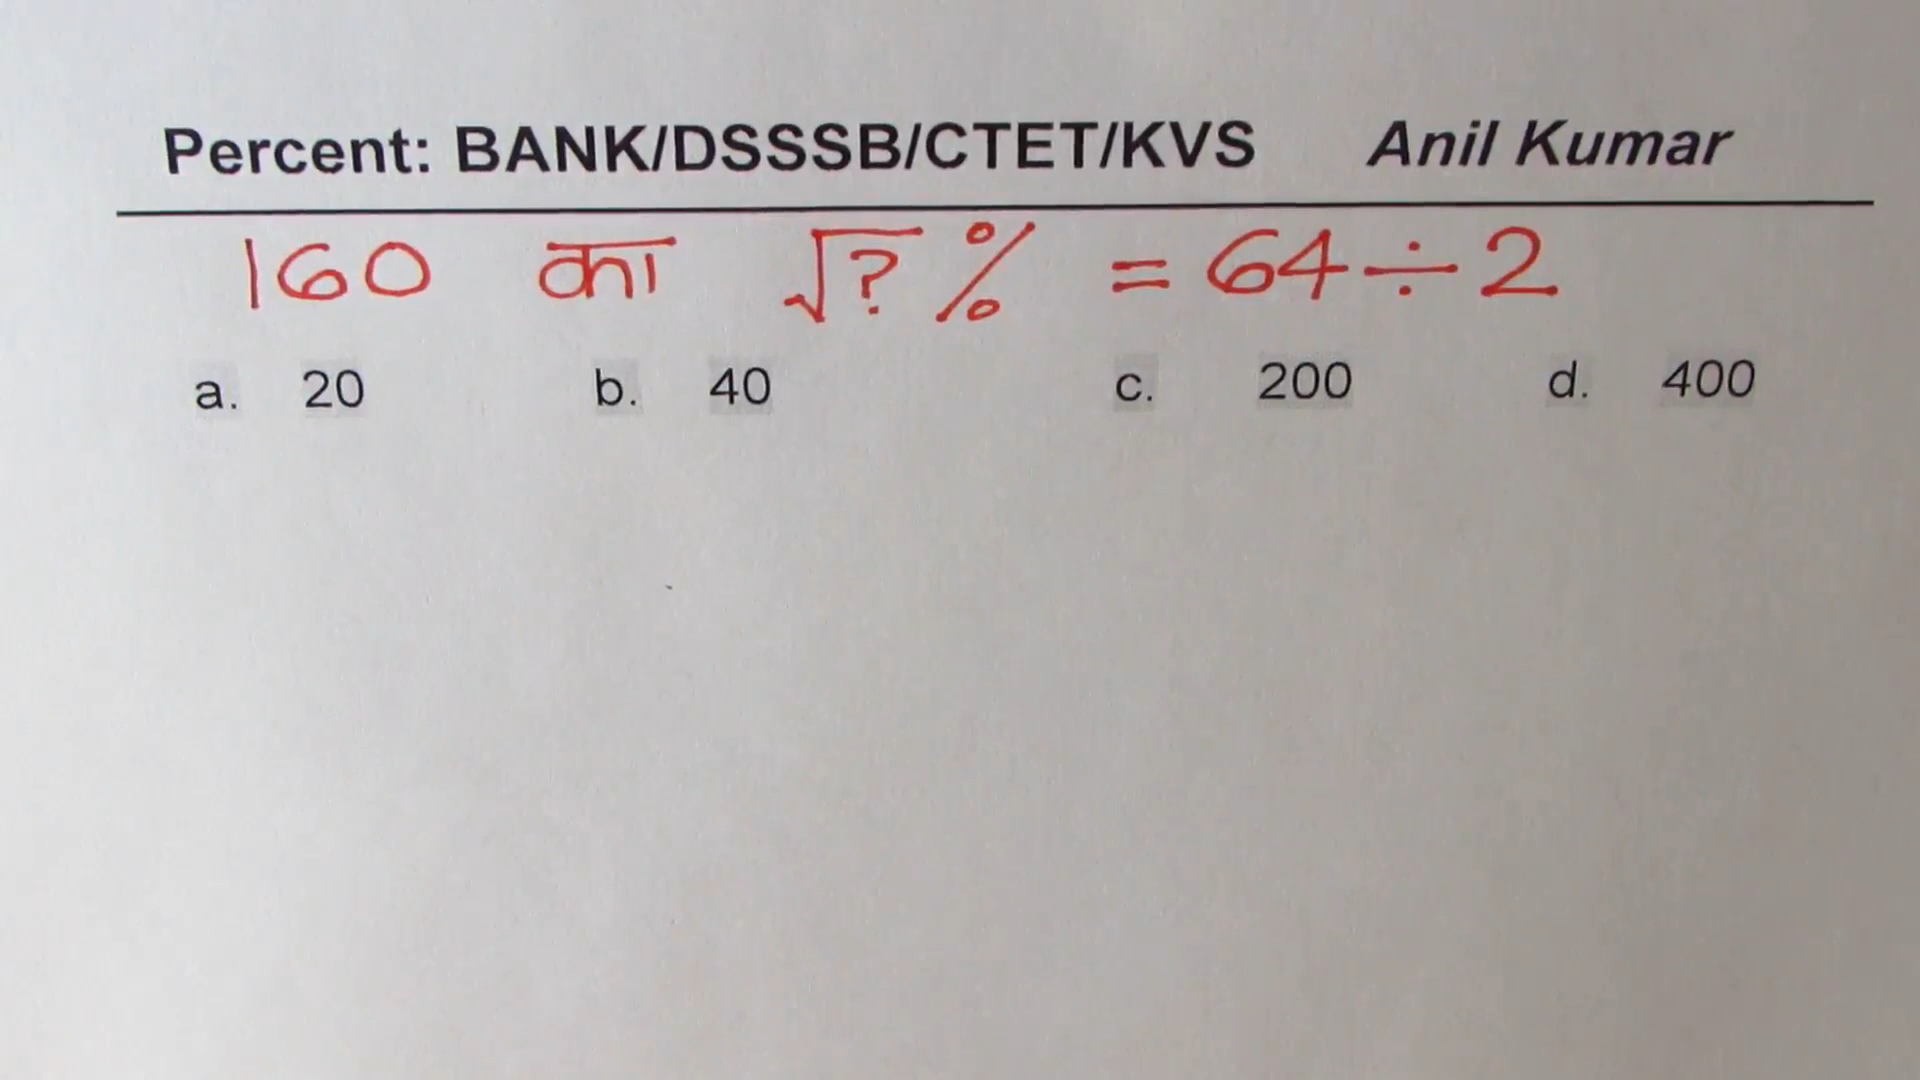 Percent: BANK/DSSSB/CTET/KVS Anil Kumar
160 का √? % = 64 ÷ 2
a. 20 b. 40 c. 200 d. 400